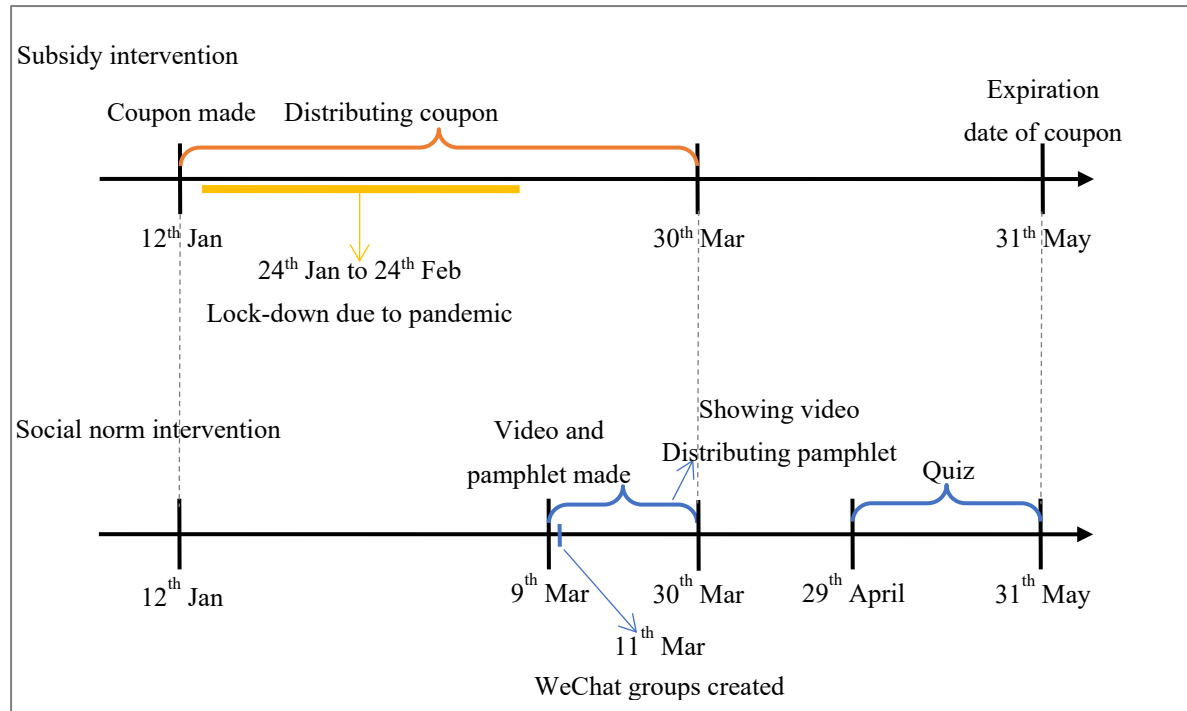 Subsidy intervention
Coupon made
Distributing coupon
Expiration
date of coupon
12th Jan
30th Mar
31th May
24th Jan to 24th Feb
Lock-down due to pandemic
Social norm intervention
Video and
pamphlet made
Showing video
Distributing pamphlet
Quiz
12th Jan
9th Mar
30th Mar
29th April
31th May
11th Mar
WeChat groups created